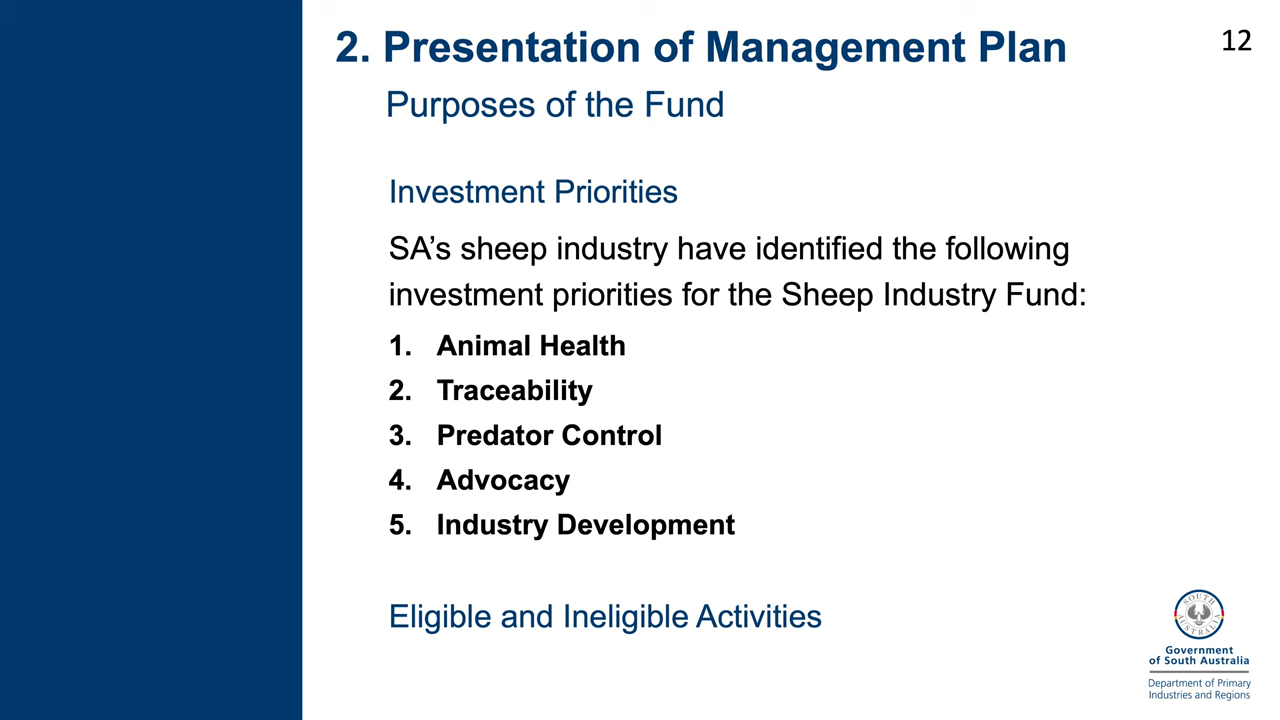 2. Presentation of Management Plan
12
Purposes of the Fund
Investment Priorities
SA’s sheep industry have identified the following
investment priorities for the Sheep Industry Fund:
1. Animal Health
2. Traceability
3. Predator Control
4. Advocacy
5. Industry Development
Eligible and Ineligible Activities
SOUTH
AUSTRALIA
Government
of South Australia
Department of Primary
Industries and Regions